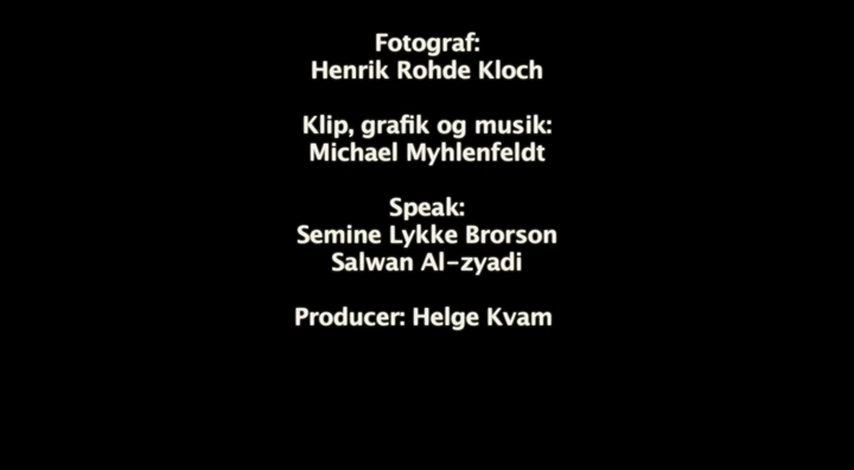 Fotograf:
Henrik Rohde Kloch
Klip, grafik og musik:
Michael Myhlenfeldt
Speak:
Semine Lykke Brorson
Salwan Al-zyadi
Producer: Helge Kvam